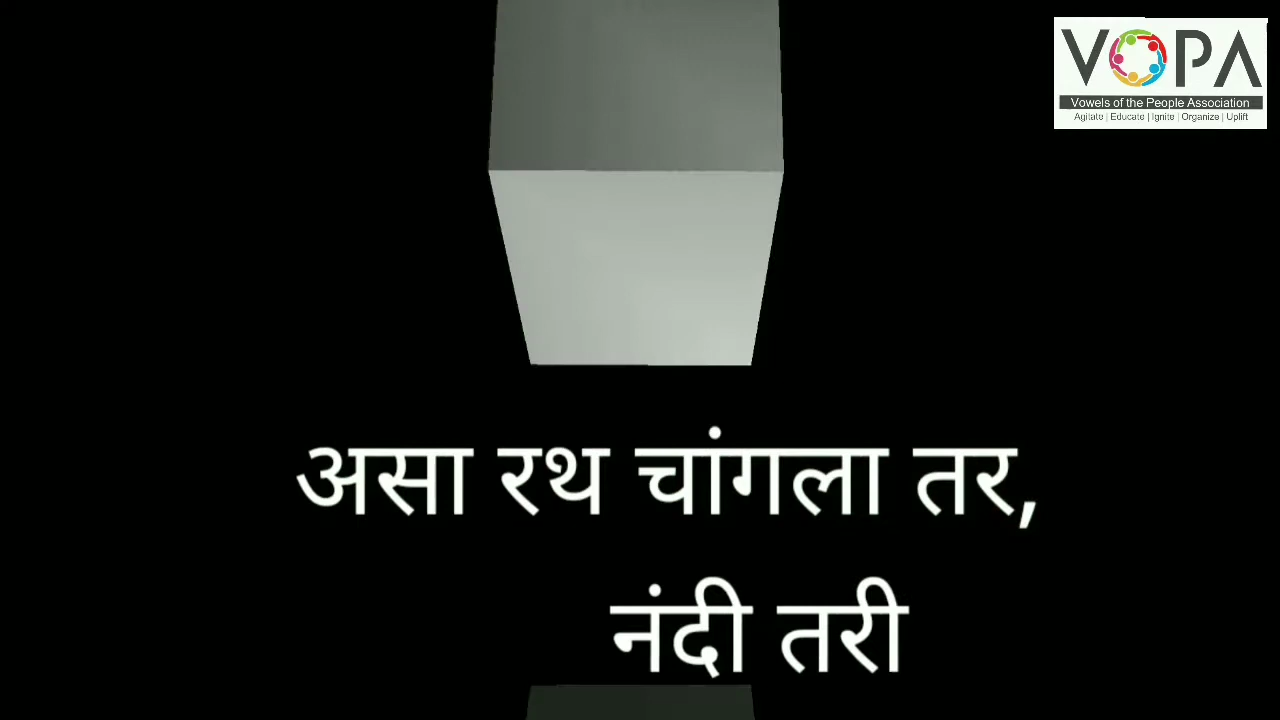 VOPA
Vowels of the People Association
Agitate | Educate | Ignite | Organize | Uplift
असा रथ चांगला तर,
नंदी तरी